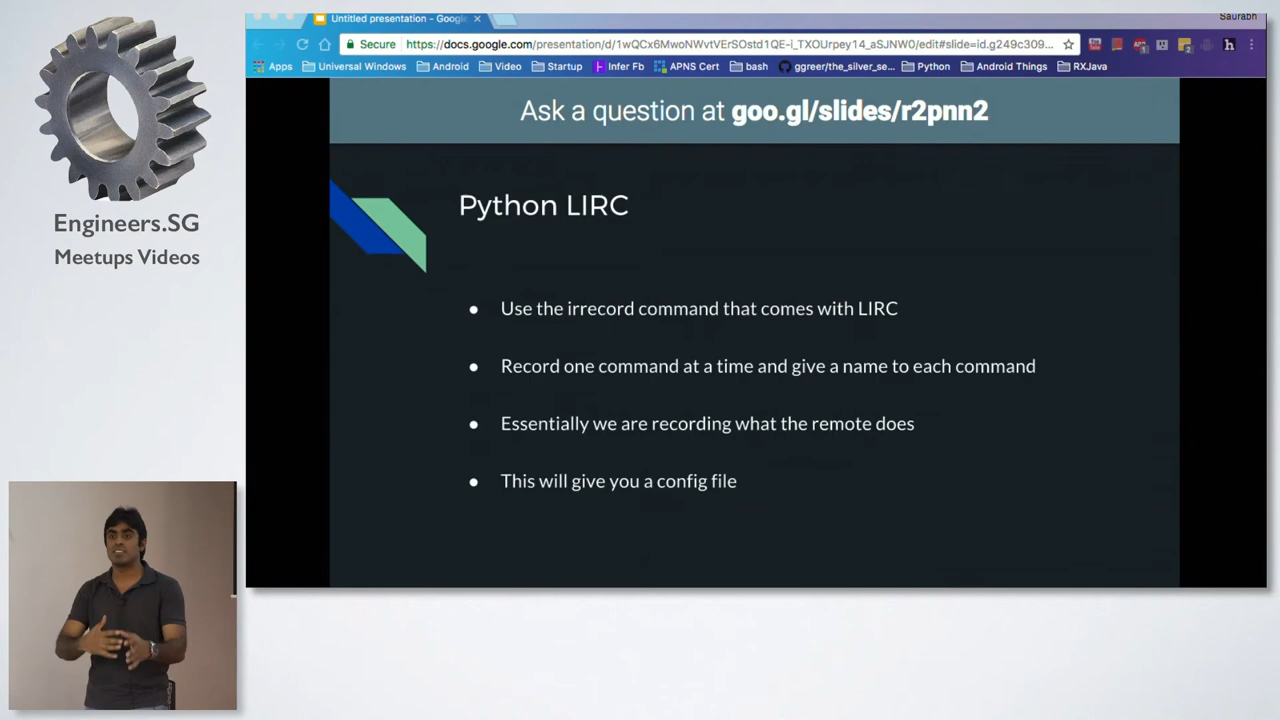 Engineers.SG
Meetups Videos
Untitled presentation - Google
Saurabh
Secure
https://docs.google.com/presentation/d/1wQCx6MwoNWvtVErSOstd1QE-i_TXOUrpey14_aSJNW0/edit#slide=id.g249c309...
Apps Universal Windows Android Video Startup Infer Fb APNS Cert bash ggreer/the_silver_se... Python Android Things RXJava
Ask a question at goo.gl/slides/r2pnn2
Python LIRC
● Use the irrecord command that comes with LIRC
● Record one command at a time and give a name to each command
● Essentially we are recording what the remote does
● This will give you a config file